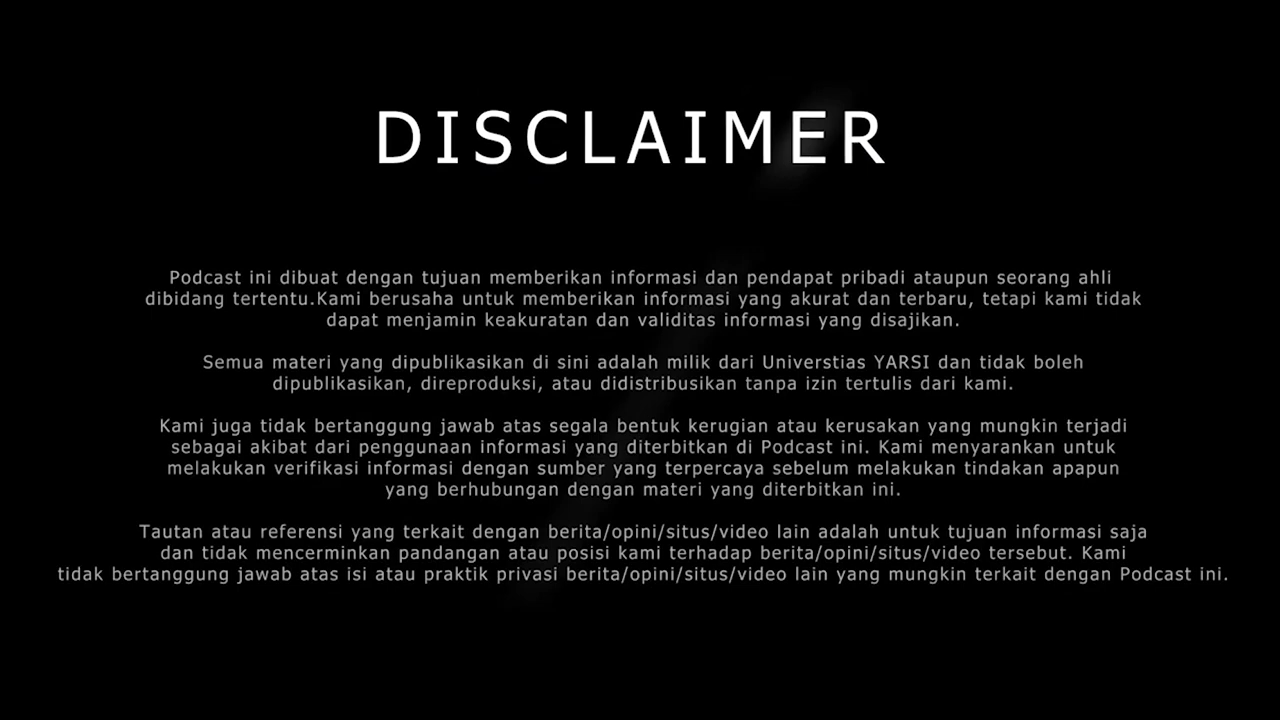 DISCLAIMER
Podcast ini dibuat dengan tujuan memberikan informasi dan pendapat pribadi ataupun seorang ahli
dibidang tertentu.Kami berusaha untuk memberikan informasi yang akurat dan terbaru, tetapi kami tidak
dapat menjamin keakuratan dan validitas informasi yang disajikan.
Semua materi yang dipublikasikan di sini adalah milik dari Universtias YARSI dan tidak boleh
dipublikasikan, direproduksi, atau didistribusikan tanpa izin tertulis dari kami.
Kami juga tidak bertanggung jawab atas segala bentuk kerugian atau kerusakan yang mungkin terjadi
sebagai akibat dari penggunaan informasi yang diterbitkan di Podcast ini. Kami menyarankan untuk
melakukan verifikasi informasi dengan sumber yang terpercaya sebelum melakukan tindakan apapun
yang berhubungan dengan materi yang diterbitkan ini.
Tautan atau referensi yang terkait dengan berita/opini/situs/video lain adalah untuk tujuan informasi saja
dan tidak mencerminkan pandangan atau posisi kami terhadap berita/opini/situs/video tersebut. Kami
tidak bertanggung jawab atas isi atau praktik privasi berita/opini/situs/video lain yang mungkin terkait dengan Podcast ini.